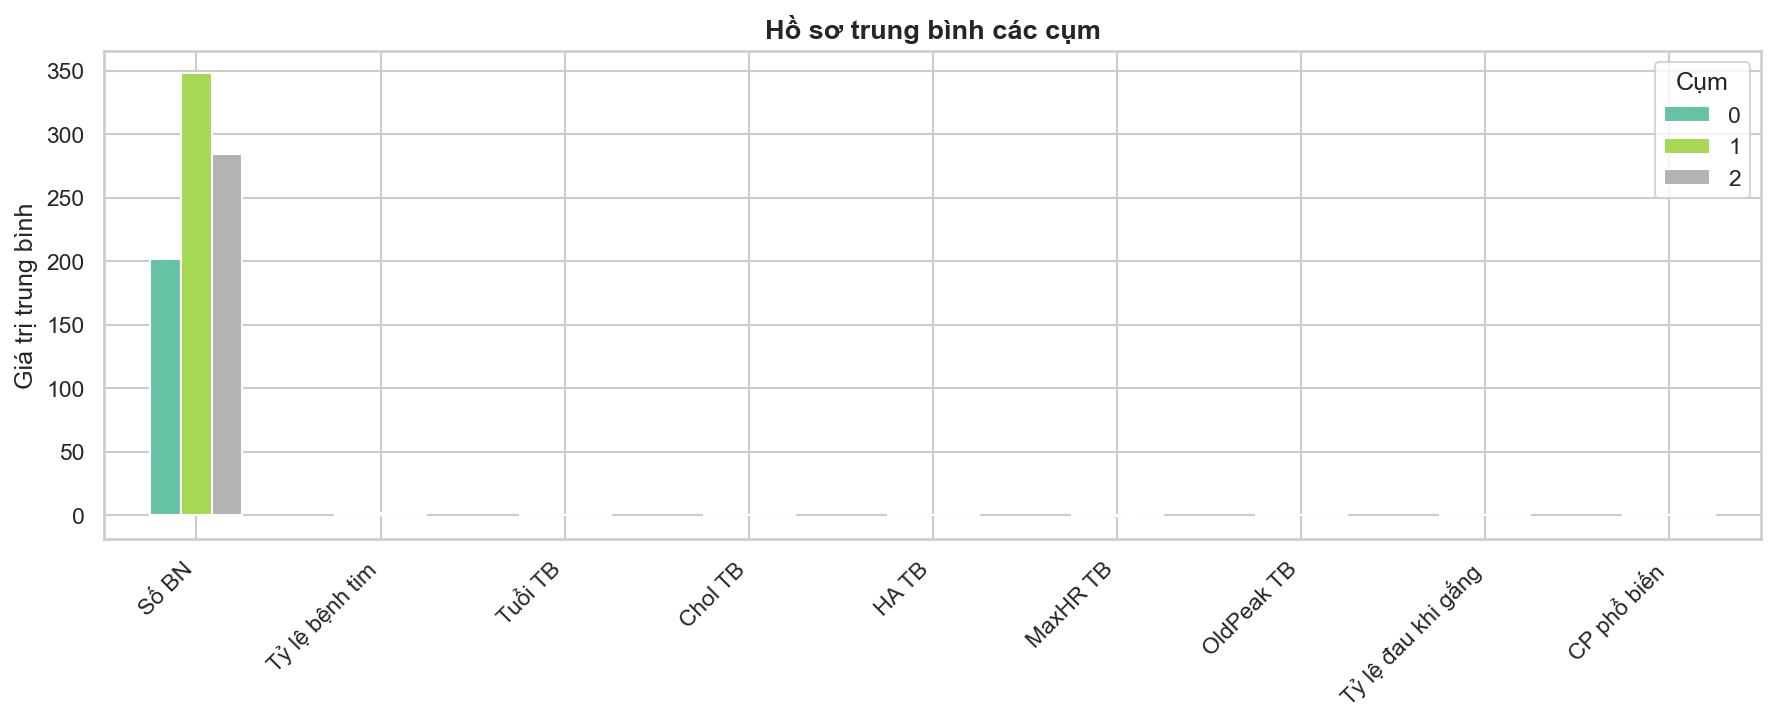 Hồ sơ trung bình các cụm
Giá trị trung bình
350
300
250
200
150
100
50
0
Cụm
0
1
2
Số BN
Tỷ lệ bệnh tim
Tuổi TB
Chol TB
HA TB
MaxHR TB
OldPeak TB
Tỷ lệ đau khi gắng
CP phổ biến